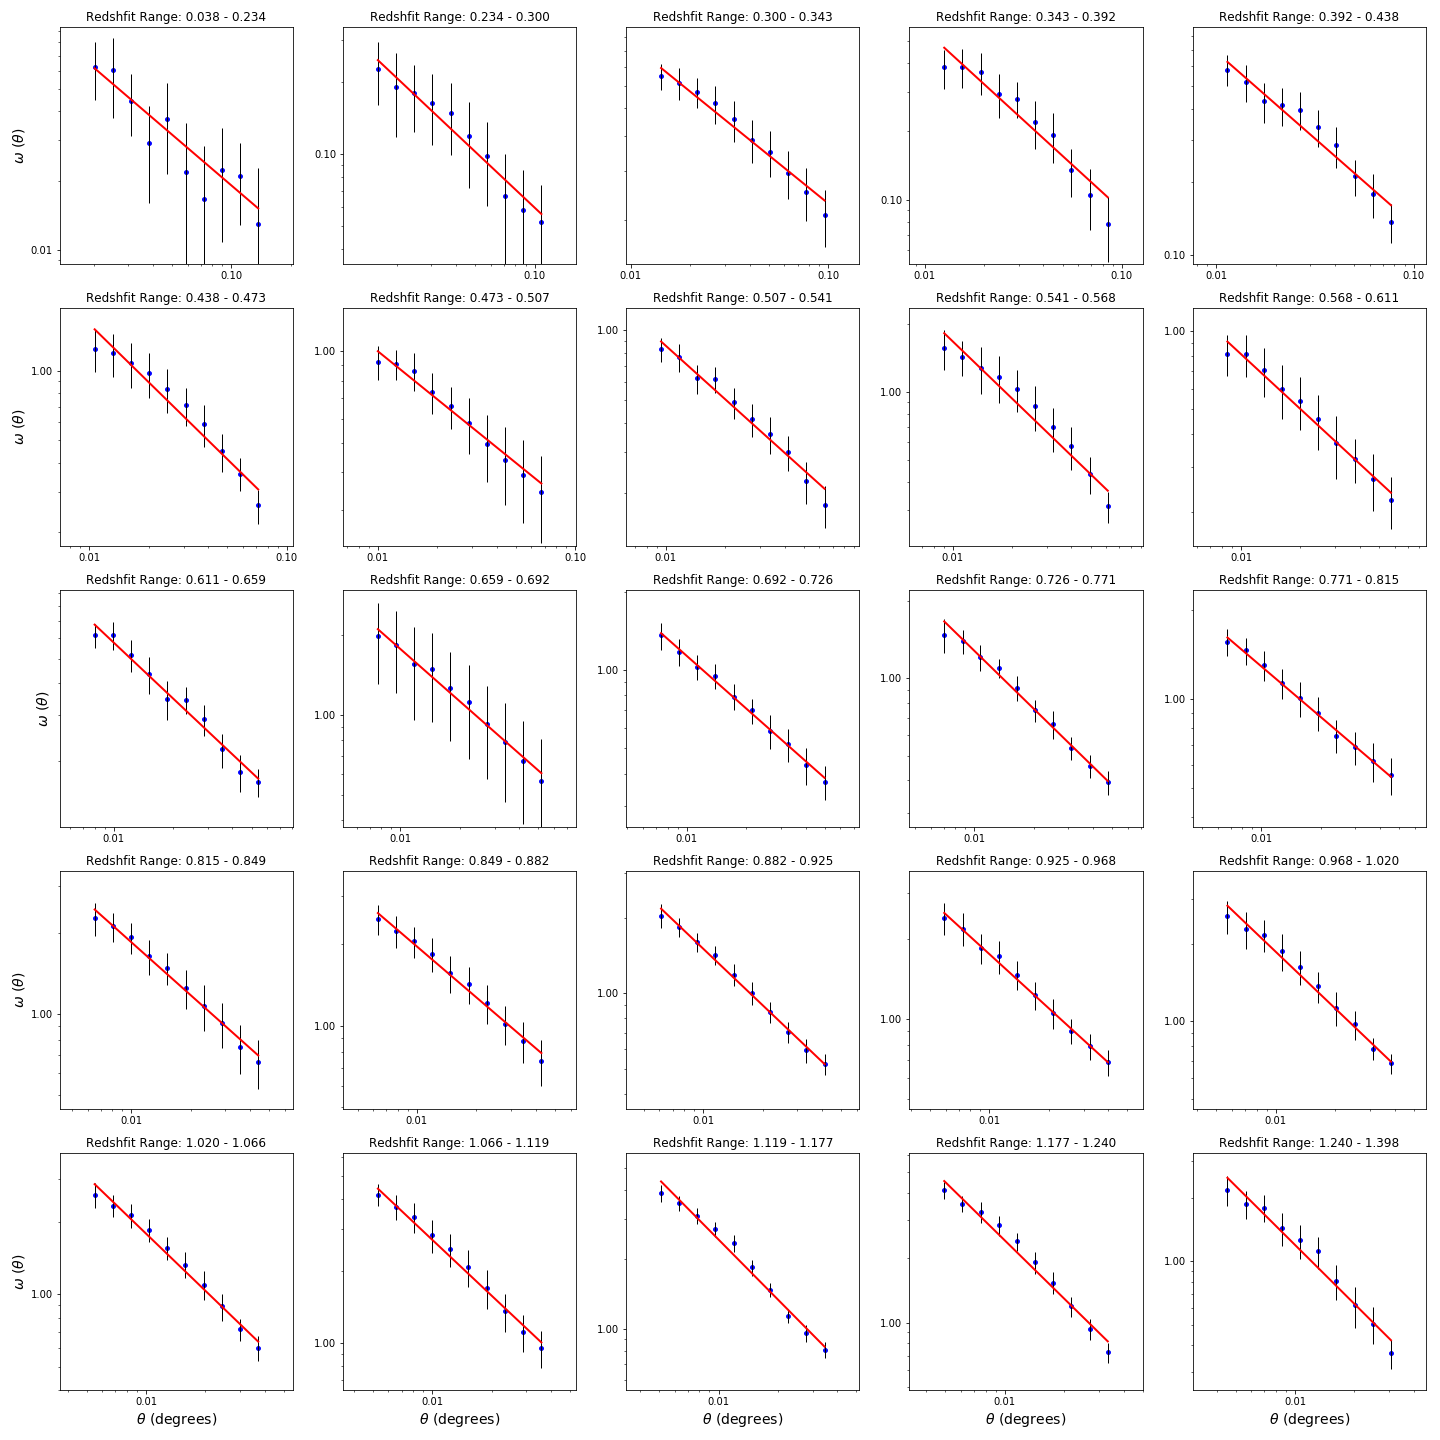 Redshfit Range: 0.038 - 0.234
Redshfit Range: 0.234 - 0.300
Redshfit Range: 0.300 - 0.343
Redshfit Range: 0.343 - 0.392
Redshfit Range: 0.392 - 0.438
ω (θ)
0.01
0.10
0.10
0.10
0.01
0.10
0.10
0.01
0.10
0.10
0.01
0.10
Redshfit Range: 0.438 - 0.473
Redshfit Range: 0.473 - 0.507
Redshfit Range: 0.507 - 0.541
Redshfit Range: 0.541 - 0.568
Redshfit Range: 0.568 - 0.611
ω (θ)
1.00
0.01
0.10
1.00
0.01
0.10
1.00
0.01
1.00
0.01
1.00
0.01
Redshfit Range: 0.611 - 0.659
Redshfit Range: 0.659 - 0.692
Redshfit Range: 0.692 - 0.726
Redshfit Range: 0.726 - 0.771
Redshfit Range: 0.771 - 0.815
ω (θ)
0.01
1.00
0.01
1.00
0.01
1.00
0.01
1.00
0.01
Redshfit Range: 0.815 - 0.849
Redshfit Range: 0.849 - 0.882
Redshfit Range: 0.882 - 0.925
Redshfit Range: 0.925 - 0.968
Redshfit Range: 0.968 - 1.020
ω (θ)
1.00
0.01
1.00
0.01
1.00
0.01
1.00
0.01
1.00
0.01
Redshfit Range: 1.020 - 1.066
Redshfit Range: 1.066 - 1.119
Redshfit Range: 1.119 - 1.177
Redshfit Range: 1.177 - 1.240
Redshfit Range: 1.240 - 1.398
ω (θ)
1.00
0.01
1.00
0.01
1.00
0.01
1.00
0.01
1.00
0.01
θ (degrees)
θ (degrees)
θ (degrees)
θ (degrees)
θ (degrees)